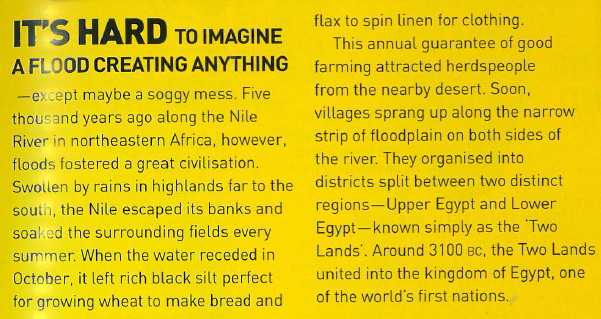 IT'S HARD TO IMAGINE
A FLOOD CREATING ANYTHING
—except maybe a soggy mess. Five
thousand years ago along the Nile
River in northeastern Africa, however,
floods fostered a great civilisation.
Swollen by rains in highlands far to the
south, the Nile escaped its banks and
soaked the surrounding fields every
summer. When the water receded in
October, it left rich black silt perfect
for growing wheat to make bread and
flax to spin linen for clothing.
This annual guarantee of good
farming attracted herdspeople
from the nearby desert. Soon,
villages sprang up along the narrow
strip of floodplain on both sides of
the river. They organised into
districts split between two distinct
regions—Upper Egypt and Lower
Egypt—known simply as the 'Two
Lands'. Around 3100 BC, the Two Lands
united into the kingdom of Egypt, one
of the world's first nations.